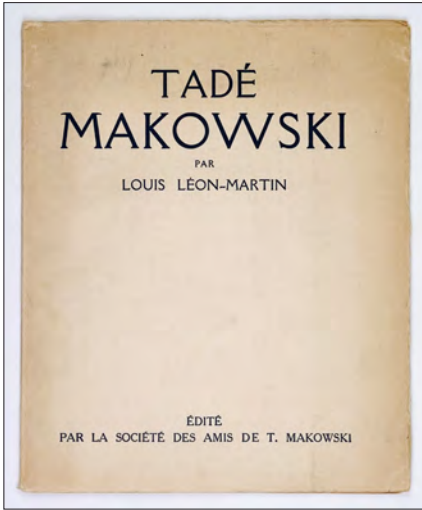 TADÉ
MAKOWSKI
PAR
LOUIS LÉON-MARTIN
ÉDITÉ
PAR LA SOCIÉTÉ DES AMIS DE T. MAKOWSKI